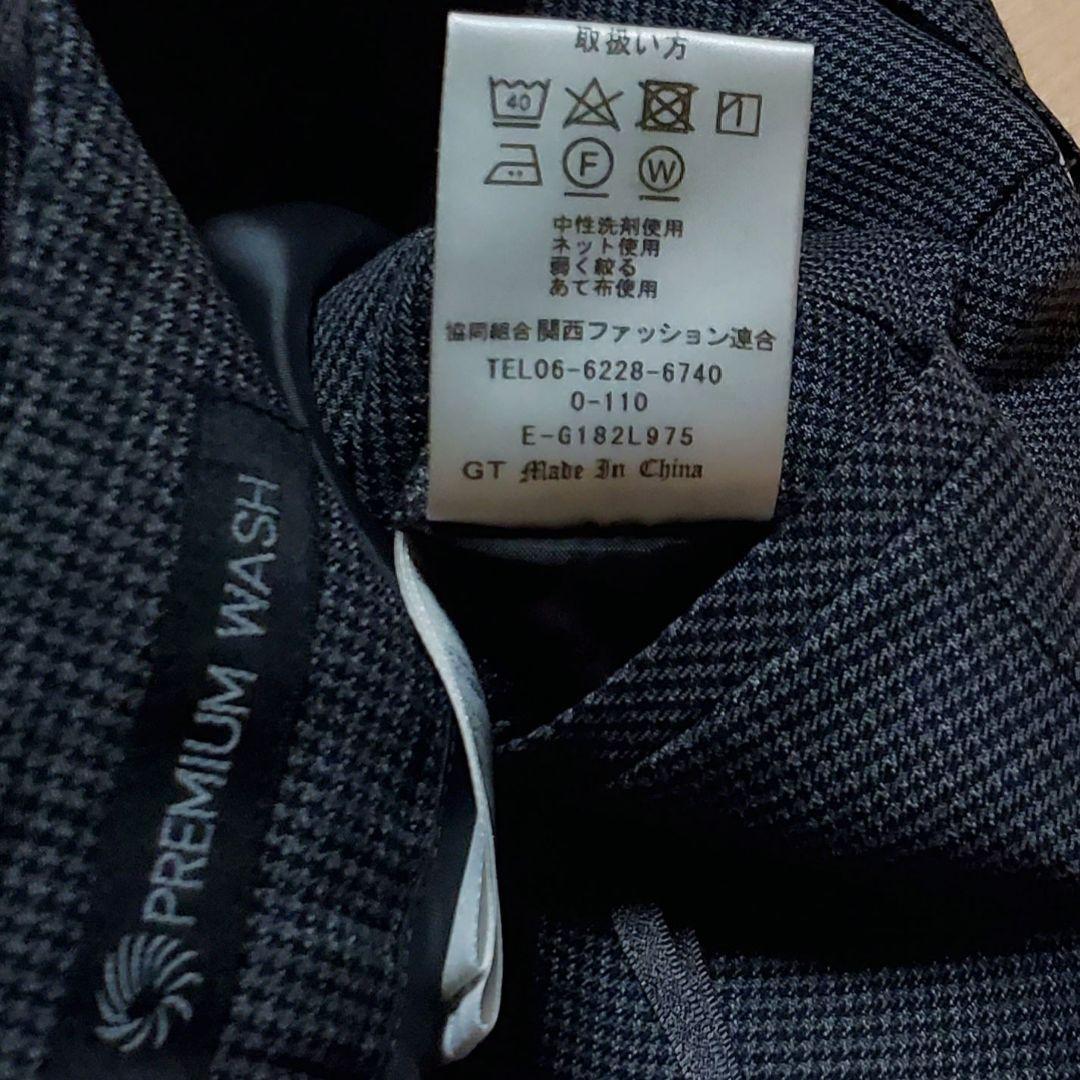 取扱い方
40
F W
中性洗剤使用
ネット使用
弱く絞る
あて布使用
協同組合関西ファッション連合
TEL06-6228-6740
0-110
E-G182L975
GT Made In China
PREMIUM WASH